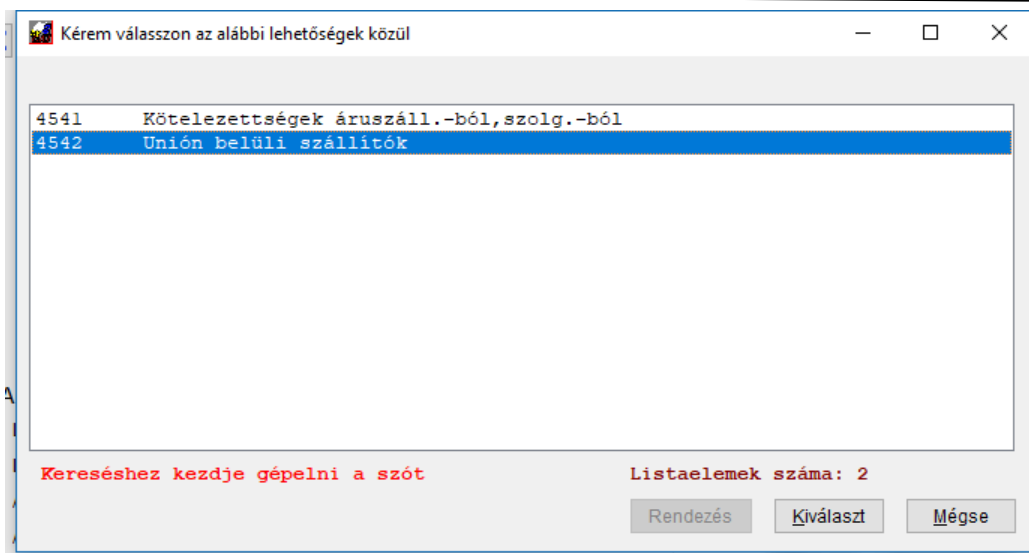 Kérem válasszon az alábbi lehetőségek közül
4541 Kötelezettségek áruszáll.-ból,szolg.-ból
4542 Unión belüli szállítók
Kereséshez kezdje gépelni a szót
Listaelemek száma: 2
Rendezés Kiválaszt Mégse